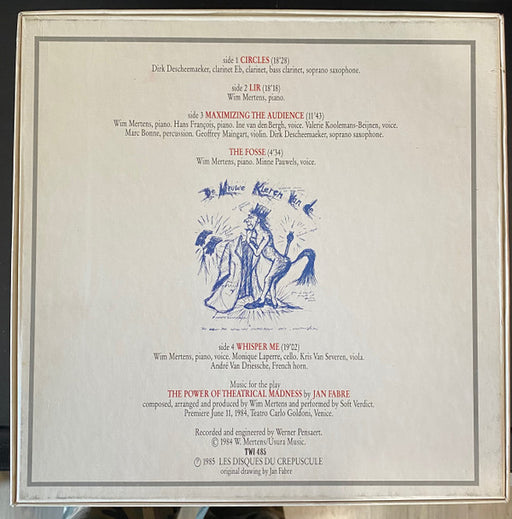 side 1 CIRCLES (18'28)
Dirk Descheemaeker, clarinet Eb, clarinet, bass clarinet, soprano saxophone.
side 2 LIR (18'18)
Wim Mertens, piano.
side 3 MAXIMIZING THE AUDIENCE (11'43)
Wim Mertens, piano. Hans François, piano. Ine van den Bergh, voice. Valerie Koolemans-Beijnen, voice.
Marc Bonne, percussion. Geoffrey Maingart, violin. Dirk Descheemaeker, soprano saxophone.
THE FOSSE (4'34)
Wim Mertens, piano. Minne Pauwels, voice.
De Nieuwe Kleren Van de
side 4 WHISPER ME (19'02)
Wim Mertens, piano, voice. Monique Laperre, cello. Kris Van Severen, viola.
André Van Driessche, French horn.
Music for the play
THE POWER OF THEATRICAL MADNESS by JAN FABRE
composed, arranged and produced by Wim Mertens and performed by Soft Verdict.
Premiere June 11, 1984, Teatro Carlo Goldoni, Venice.
Recorded and engineered by Werner Pensaert.
© 1984 W. Mertens/Usura Music.
TWI 485
℗ 1985 LES DISQUES DU CREPUSCULE
original drawing by Jan Fabre